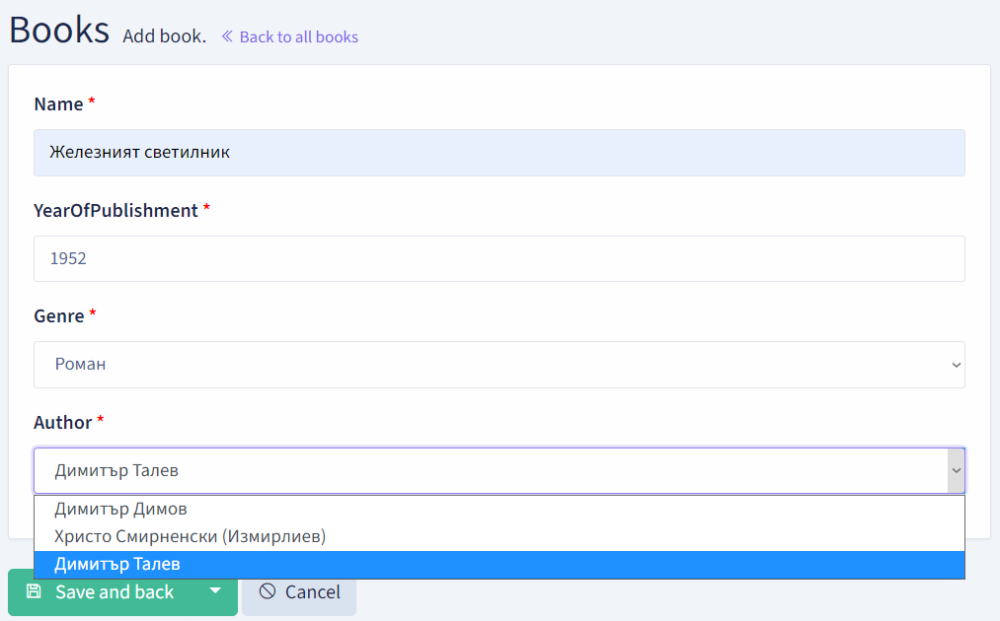 Books Add book. « Back to all books
Name *
Железният светилник
YearOfPublishment *
1952
Genre *
Роман
Author *
Димитър Талев
Димитър Димов
Христо Смирненски (Измирлиев)
Димитър Талев
Save and back Cancel